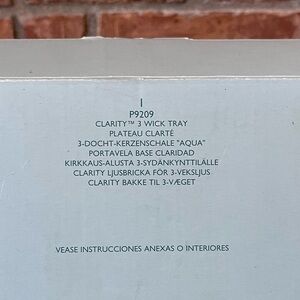 1
P9209
CLARITY™ 3 WICK TRAY
PLATEAU CLARTÉ
3-DOCHT-KERZENSCHALE "AQUA"
PORTAVELA BASE CLARIDAD
KIRKKAUS-ALUSTA 3-SYDÄNKYNTTILÄLLE
CLARITY LJUSBRICKA FÖR 3-VEKSLJUS
CLARITY BAKKE TIL 3-VÆGET
VEASE INSTRUCCIONES ANEXAS O INTERIORES